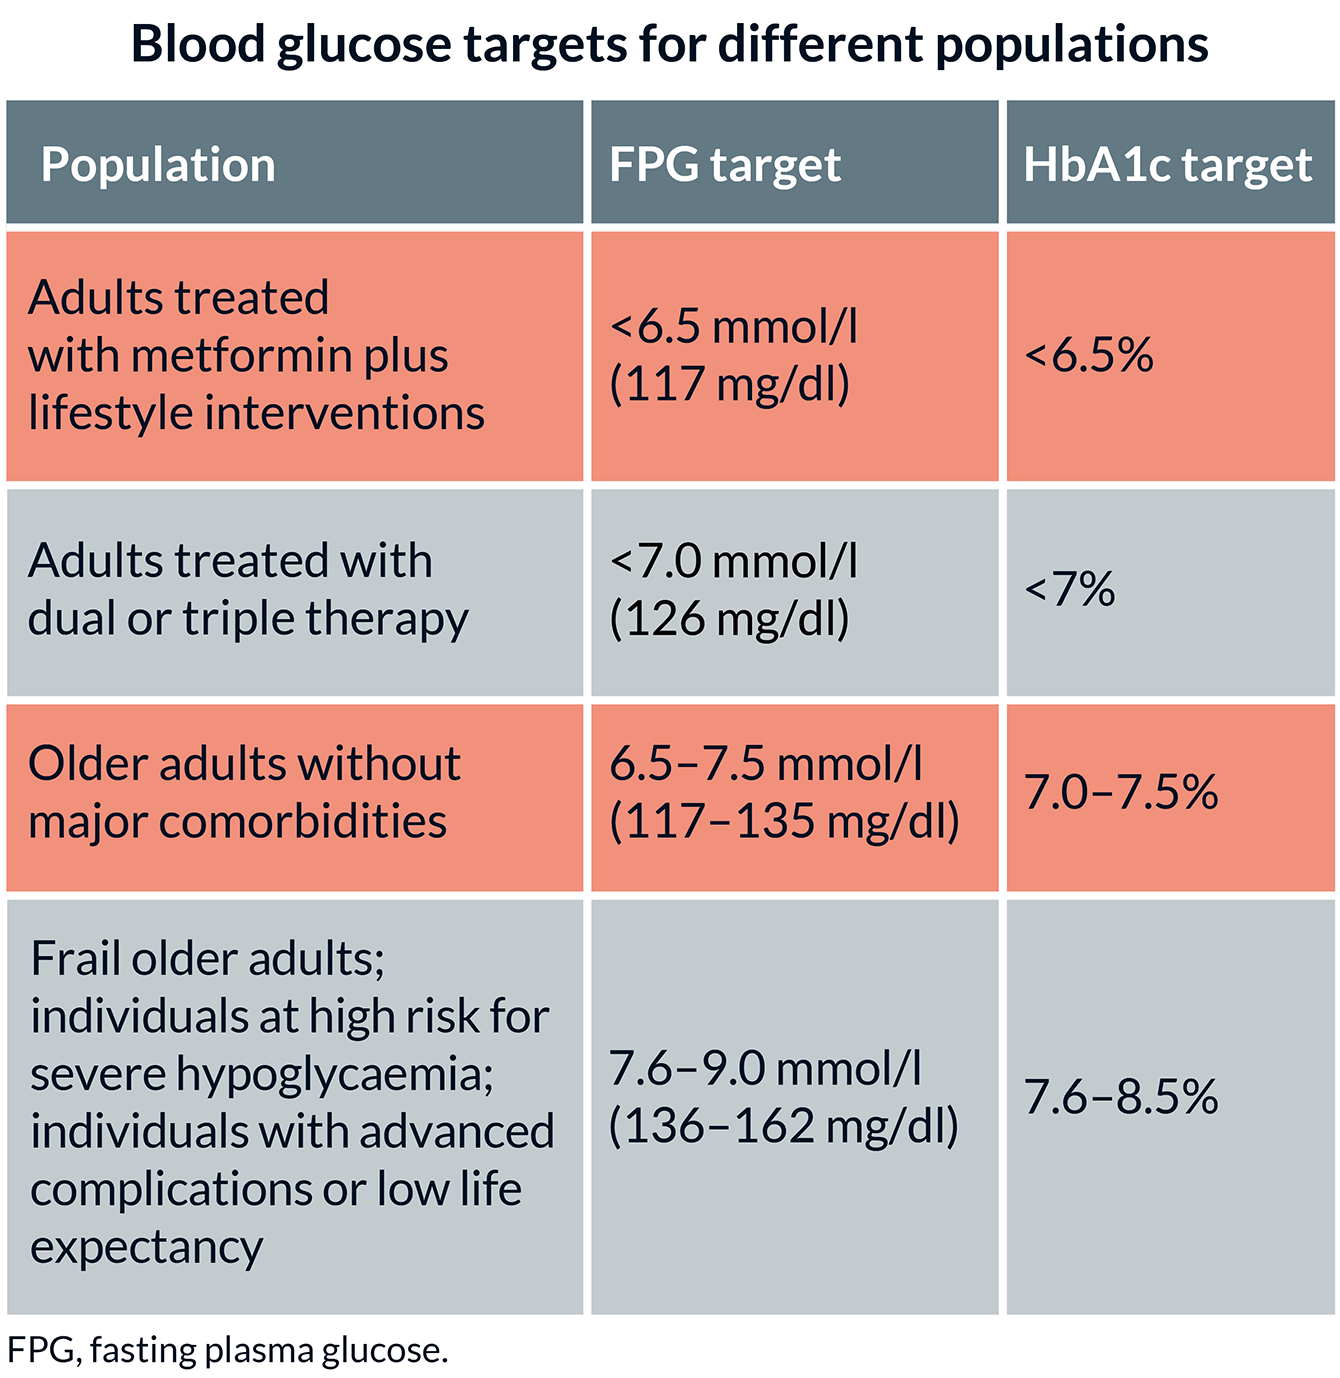 Blood glucose targets for different populations
Population
FPG target
HbA1c target
Adults treated
with metformin plus
lifestyle interventions
<6.5 mmol/l
(117 mg/dl)
<6.5%
Adults treated with
dual or triple therapy
<7.0 mmol/l
(126 mg/dl)
<7%
Older adults without
major comorbidities
6.5–7.5 mmol/l
(117–135 mg/dl)
7.0–7.5%
Frail older adults;
individuals at high risk for
severe hypoglycaemia;
individuals with advanced
complications or low life
expectancy
7.6–9.0 mmol/l
(136–162 mg/dl)
7.6–8.5%
FPG, fasting plasma glucose.